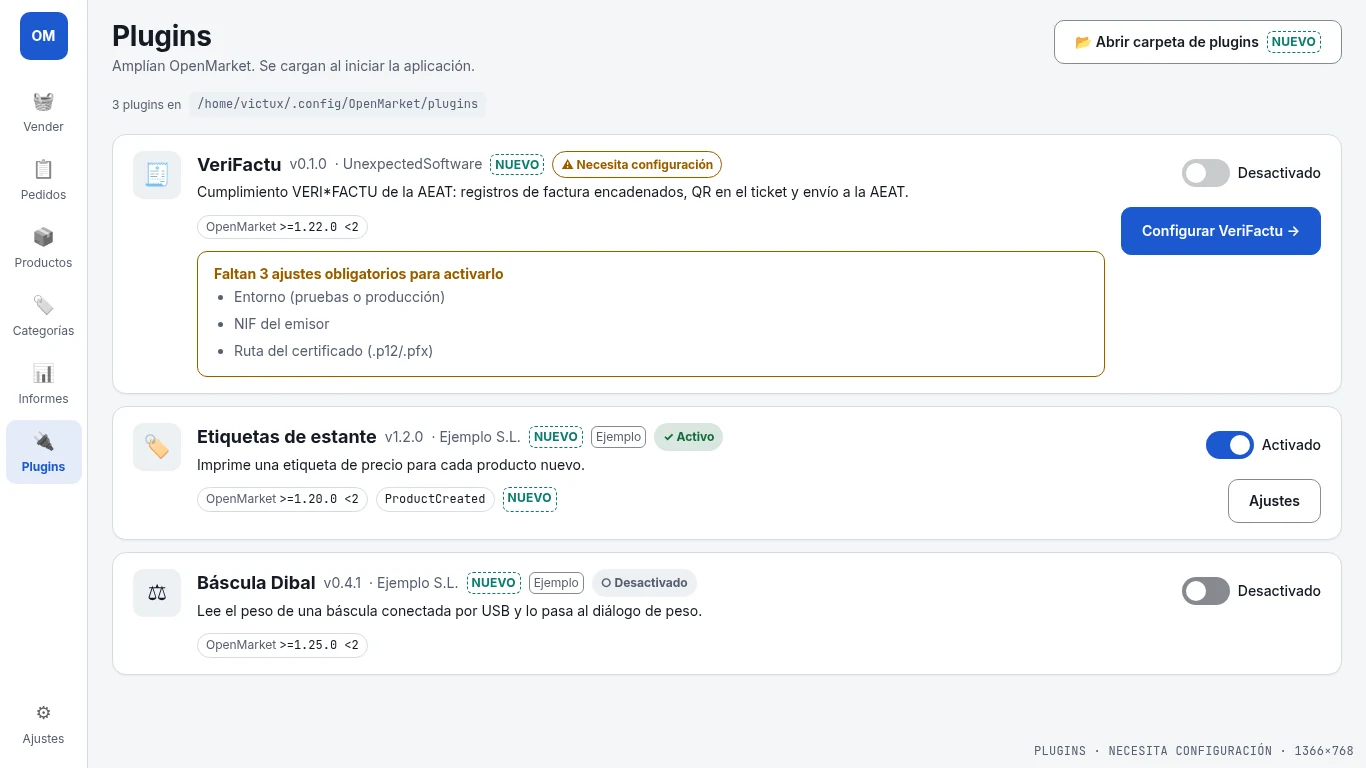 OM
Vender
Pedidos
Productos
Categorías
Informes
Plugins
Ajustes
Plugins
Amplían OpenMarket. Se cargan al iniciar la aplicación.
Abrir carpeta de plugins NUEVO
3 plugins en /home/victux/.config/OpenMarket/plugins
VeriFactu v0.1.0 · UnexpectedSoftware NUEVO ⚠ Necesita configuración
Desactivado
Cumplimiento VERI*FACTU de la AEAT: registros de factura encadenados, QR en el ticket y envío a la AEAT.
OpenMarket >=1.22.0 <2
Configurar VeriFactu →
Faltan 3 ajustes obligatorios para activarlo
• Entorno (pruebas o producción)
• NIF del emisor
• Ruta del certificado (.p12/.pfx)
Etiquetas de estante v1.2.0 · Ejemplo S.L. NUEVO Ejemplo ✓ Activo
Activado
Imprime una etiqueta de precio para cada producto nuevo.
OpenMarket >=1.20.0 <2 ProductCreated NUEVO
Ajustes
Báscula Dibal v0.4.1 · Ejemplo S.L. NUEVO Ejemplo ○ Desactivado
Desactivado
Lee el peso de una báscula conectada por USB y lo pasa al diálogo de peso.
OpenMarket >=1.25.0 <2
PLUGINS · NECESITA CONFIGURACIÓN · 1366×768